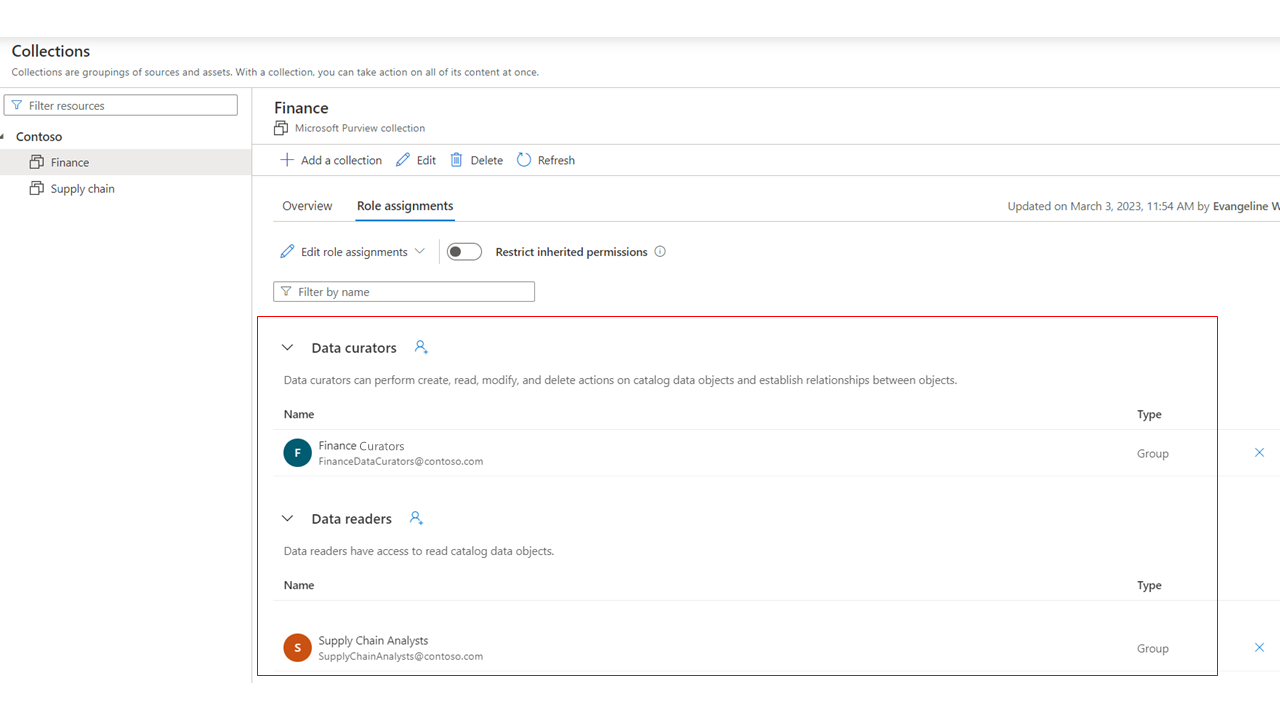 Collections
Collections are groupings of sources and assets. With a collection, you can take action on all of its content at once.
Filter resources
Contoso
Finance
Supply chain
Finance
Microsoft Purview collection
Add a collection Edit Delete Refresh
Overview Role assignments
Updated on March 3, 2023, 11:54 AM by Evangeline W
Edit role assignments Restrict inherited permissions
Filter by name
Data curators
Data curators can perform create, read, modify, and delete actions on catalog data objects and establish relationships between objects.
Name Type
F Finance Curators
FinanceDataCurators@contoso.com
Group
Data readers
Data readers have access to read catalog data objects.
Name Type
S Supply Chain Analysts
SupplyChainAnalysts@contoso.com
Group